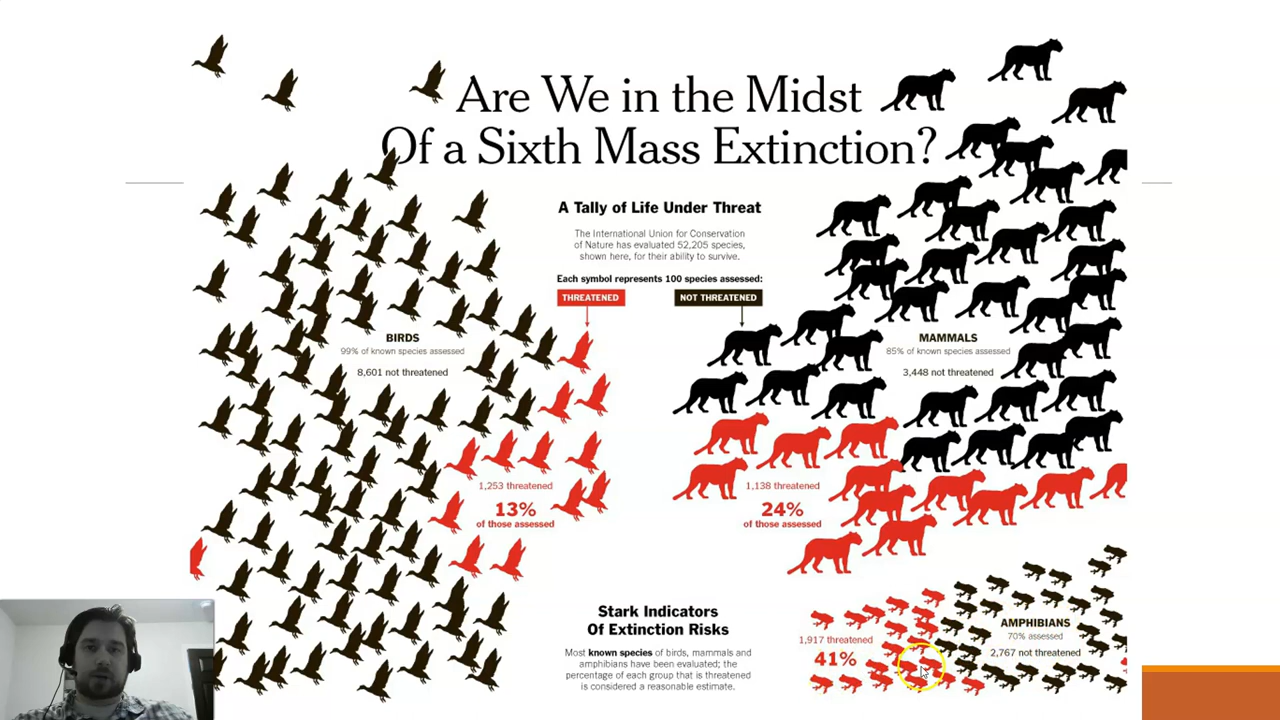 Are We in the Midst
Of a Sixth Mass Extinction?
A Tally of Life Under Threat
The International Union for Conservation
of Nature has evaluated 52,205 species,
shown here, for their ability to survive.
Each symbol represents 100 species assessed:
THREATENED
NOT THREATENED
BIRDS
99% of known species assessed
8,601 not threatened
MAMMALS
85% of known species assessed
3,448 not threatened
1,253 threatened
13%
of those assessed
1,138 threatened
24%
of those assessed
Stark Indicators
Of Extinction Risks
Most known species of birds, mammals and
amphibians have been evaluated; the
percentage of each group that is threatened
is considered a reasonable estimate.
1,917 threatened
41%
AMPHIBIANS
70% assessed
2,767 not threatened